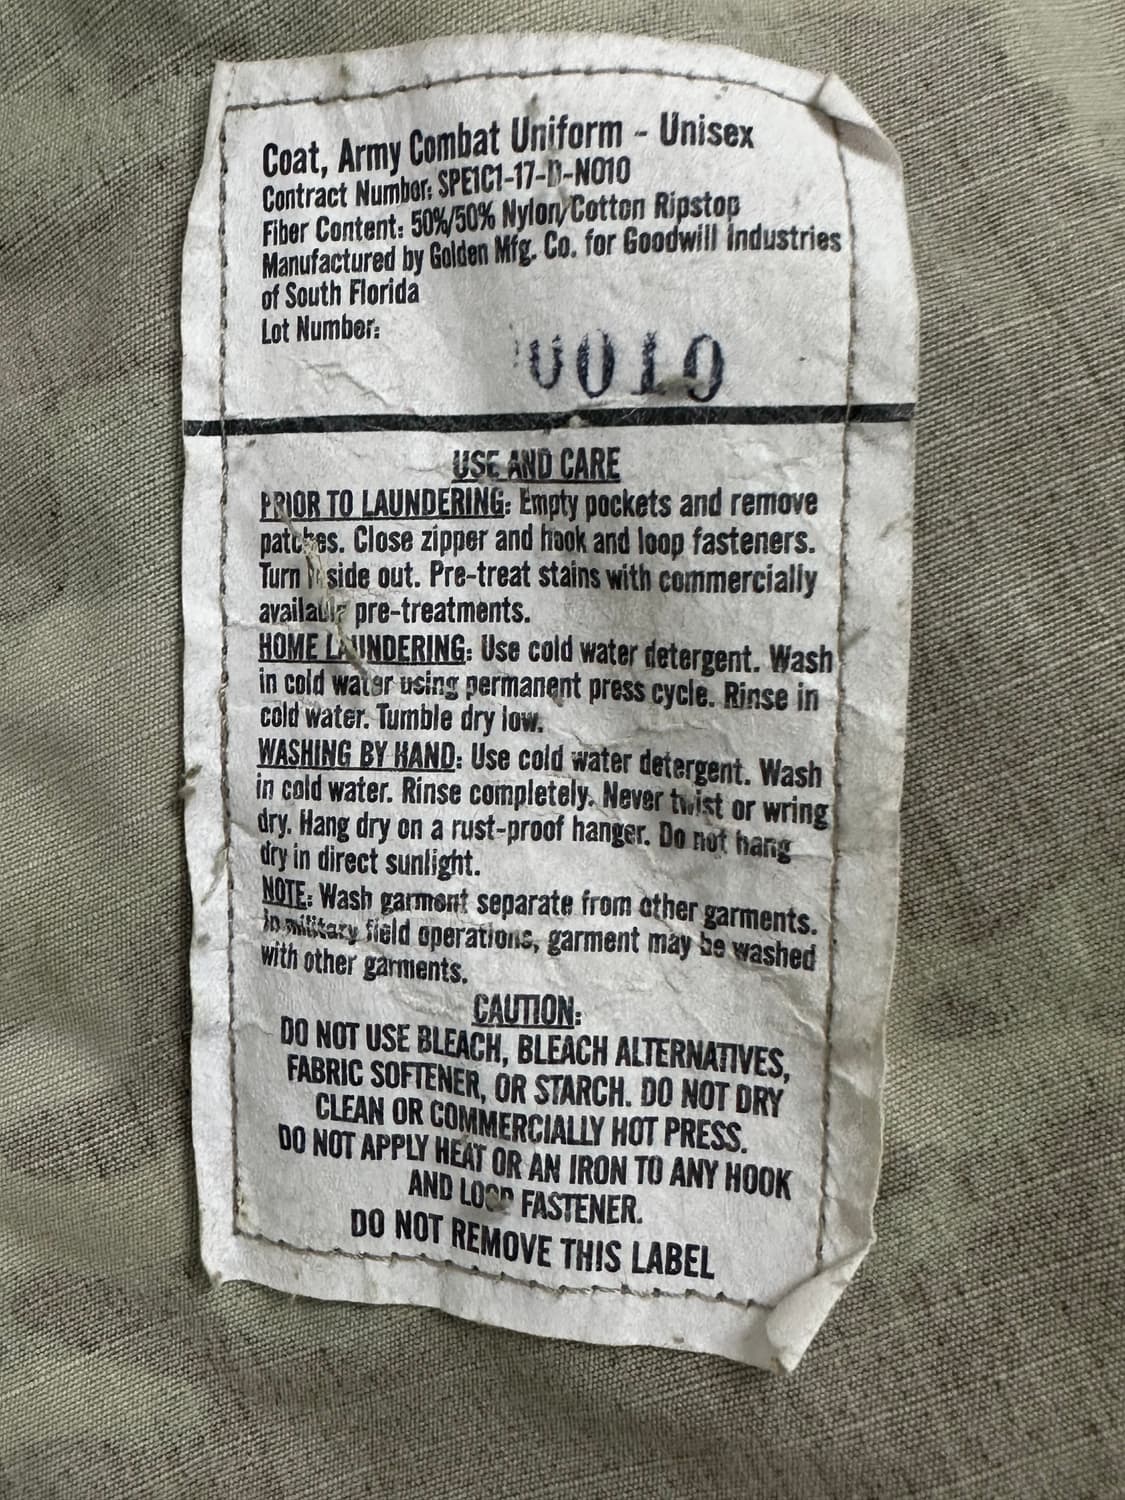 Coat, Army Combat Uniform - Unisex
Contract Number: SPE1C1-17-D-N010
Fiber Content: 50%/50% Nylon/Cotton Ripstop
Manufactured by Golden Mfg. Co. for Goodwill Industries
of South Florida
Lot Number:
0010
USE AND CARE
PRIOR TO LAUNDERING: Empty pockets and remove
patches. Close zipper and hook and loop fasteners.
Turn inside out. Pre-treat stains with commercially
available pre-treatments.
HOME LAUNDERING: Use cold water detergent. Wash
in cold water using permanent press cycle. Rinse in
cold water. Tumble dry low.
WASHING BY HAND: Use cold water detergent. Wash
in cold water. Rinse completely. Never twist or wring
dry. Hang dry on a rust-proof hanger. Do not hang
dry in direct sunlight.
NOTE: Wash garment separate from other garments.
In military field operations, garment may be washed
with other garments.
CAUTION:
DO NOT USE BLEACH, BLEACH ALTERNATIVES,
FABRIC SOFTENER, OR STARCH. DO NOT DRY
CLEAN OR COMMERCIALLY HOT PRESS.
DO NOT APPLY HEAT OR AN IRON TO ANY HOOK
AND LOOP FASTENER.
DO NOT REMOVE THIS LABEL